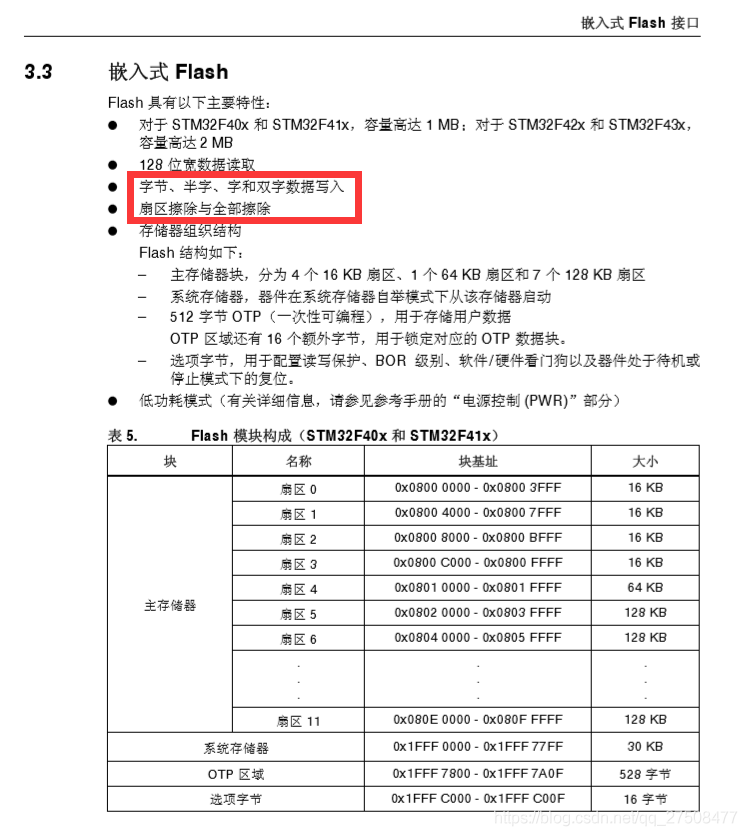 嵌入式 Flash 接口
3.3 嵌入式 Flash
Flash 具有以下主要特性：
● 对于 STM32F40x 和 STM32F41x，容量高达 1 MB；对于 STM32F42x 和 STM32F43x，
容量高达 2 MB
● 128 位宽数据读取
● 字节、半字、字和双字数据写入
● 扇区擦除与全部擦除
● 存储器组织结构
Flash 结构如下：
– 主存储器块，分为 4 个 16 KB 扇区、1 个 64 KB 扇区和 7 个 128 KB 扇区
– 系统存储器，器件在系统存储器自举模式下从该存储器启动
– 512 字节 OTP（一次性可编程），用于存储用户数据
OTP 区域还有 16 个额外字节，用于锁定对应的 OTP 数据块。
– 选项字节，用于配置读写保护、BOR 级别、软件/硬件看门狗以及器件处于待机或
停止模式下的复位。
● 低功耗模式（有关详细信息，请参见参考手册的“电源控制 (PWR)”部分）
表 5. Flash 模块构成（STM32F40x 和 STM32F41x）
块 名称 块基址 大小
扇区 0 0x0800 0000 - 0x0800 3FFF 16 KB
扇区 1 0x0800 4000 - 0x0800 7FFF 16 KB
扇区 2 0x0800 8000 - 0x0800 BFFF 16 KB
扇区 3 0x0800 C000 - 0x0800 FFFF 16 KB
扇区 4 0x0801 0000 - 0x0801 FFFF 64 KB
主存储器
扇区 5 0x0802 0000 - 0x0803 FFFF 128 KB
扇区 6 0x0804 0000 - 0x0805 FFFF 128 KB
. . .
. . .
. . .
扇区 11 0x080E 0000 - 0x080F FFFF 128 KB
系统存储器 0x1FFF 0000 - 0x1FFF 77FF 30 KB
OTP 区域 0x1FFF 7800 - 0x1FFF 7A0F 528 字节
选项字节 0x1FFF C000 - 0x1FFF C00F 16 字节
https://blog.csdn.net/qq_27508477